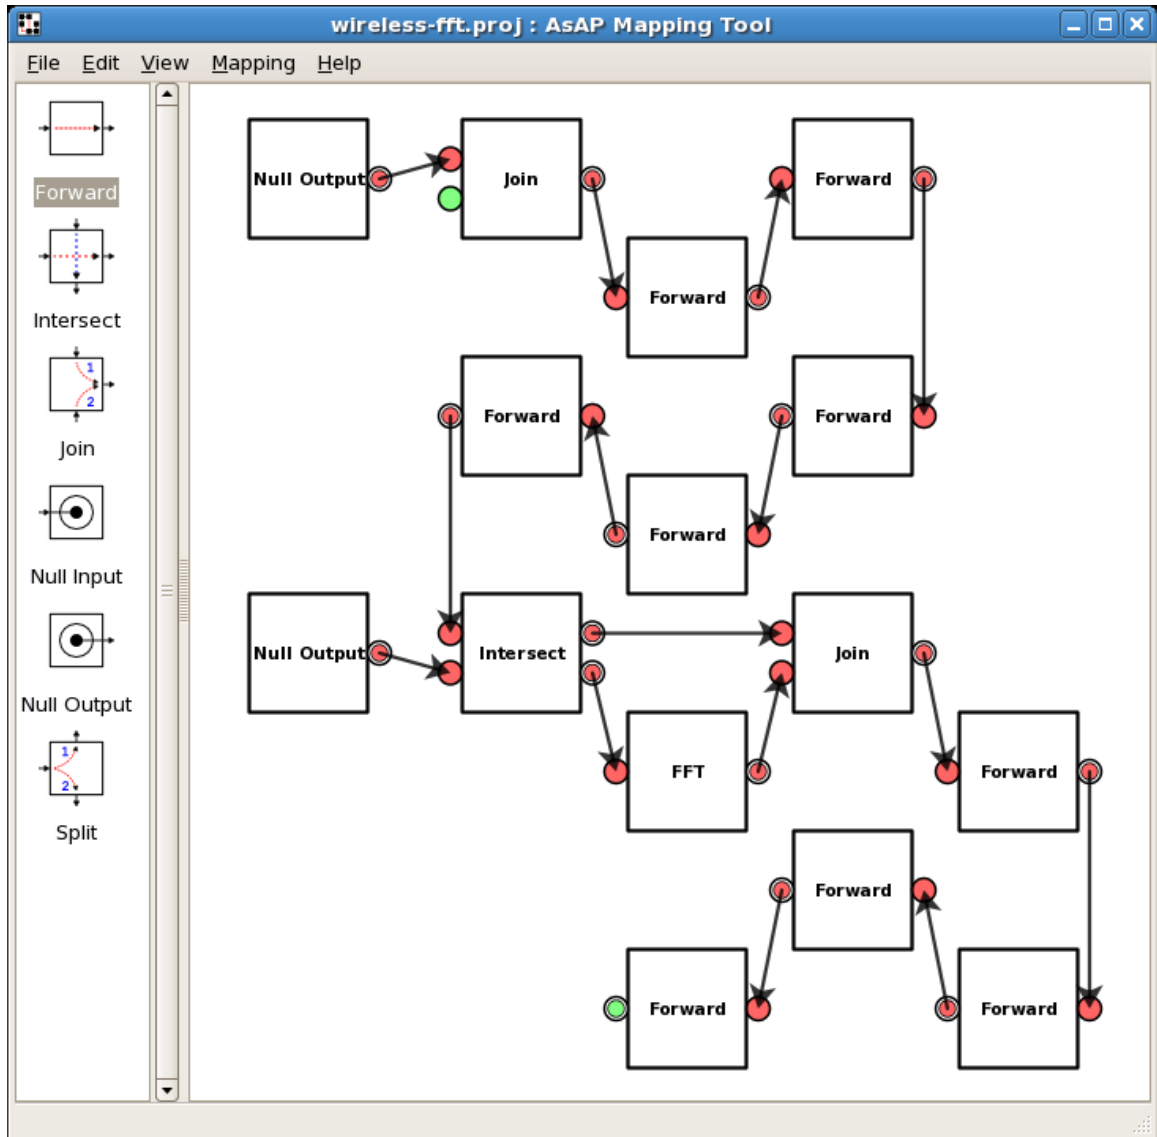 wireless-fft.proj : AsAP Mapping Tool
File Edit View Mapping Help
Forward
Intersect
1
2
Join
Null Input
Null Output
1
2
Split
Null Output
Join
Forward
Forward
Forward
Forward
Forward
Null Output
Intersect
Join
FFT
Forward
Forward
Forward
Forward